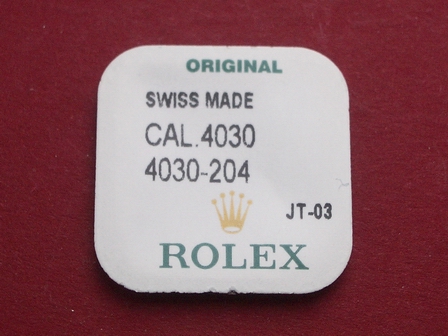 ORIGINAL
SWISS MADE
CAL.4030
4030-204
JT-03
ROLEX